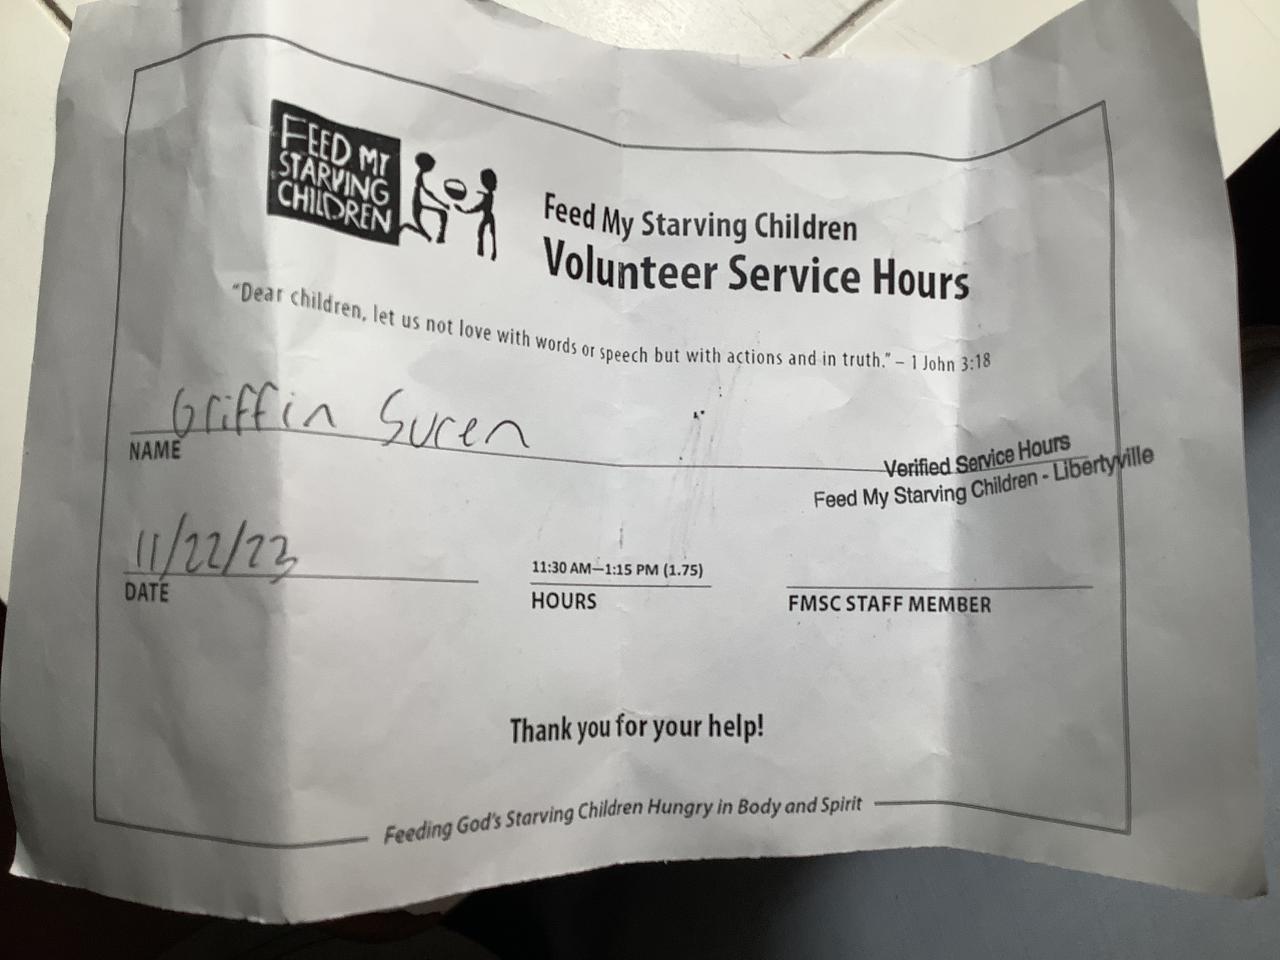 FEED MY
STARVING
CHILDREN
Feed My Starving Children
Volunteer Service Hours
“Dear children, let us not love with words or speech but with actions and in truth.” – 1 John 3:18
Griffin Suren
NAME
Verified Service Hours
Feed My Starving Children - Libertyville
11/22/23
DATE
11:30 AM—1:15 PM (1.75)
HOURS
FMSC STAFF MEMBER
Thank you for your help!
Feeding God's Starving Children Hungry in Body and Spirit